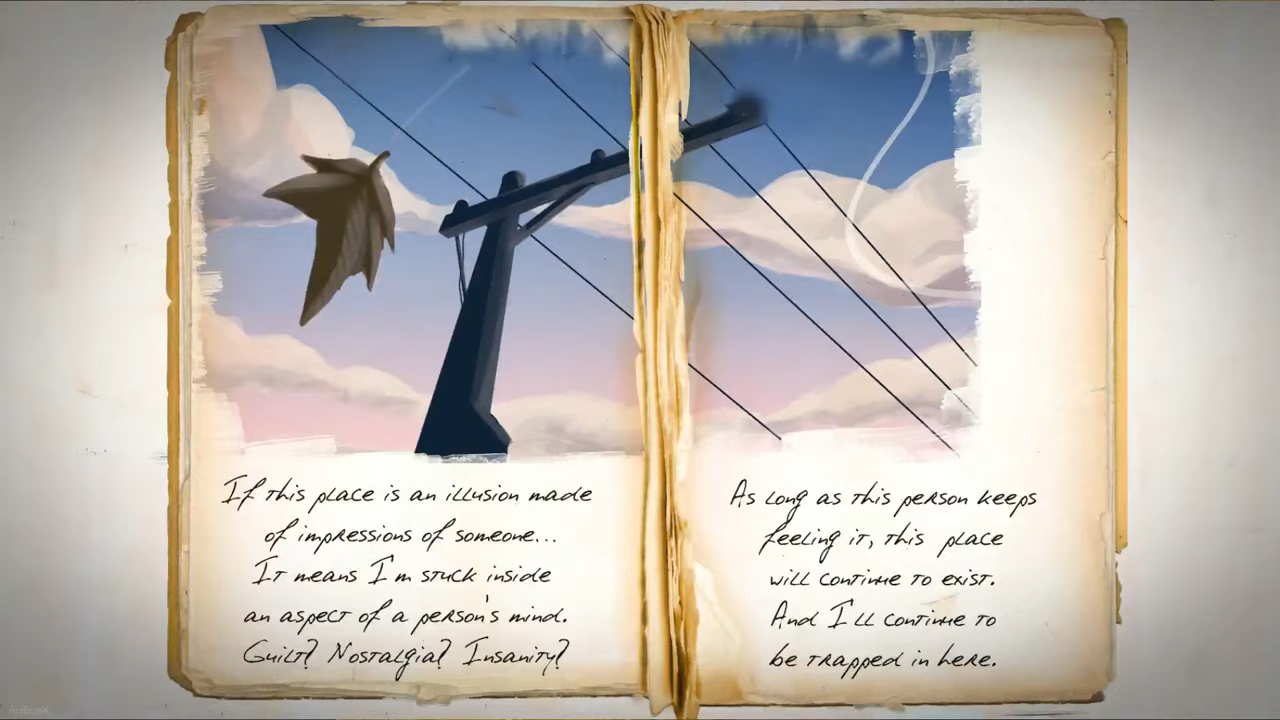 If this place is an illusion made
of impressions of someone...
It means I'm stuck inside
an aspect of a person's mind.
Guilt? Nostalgia? Insanity?
As long as this person keeps
feeling it, this place
will continue to exist.
And I'll continue to
be trapped in here.